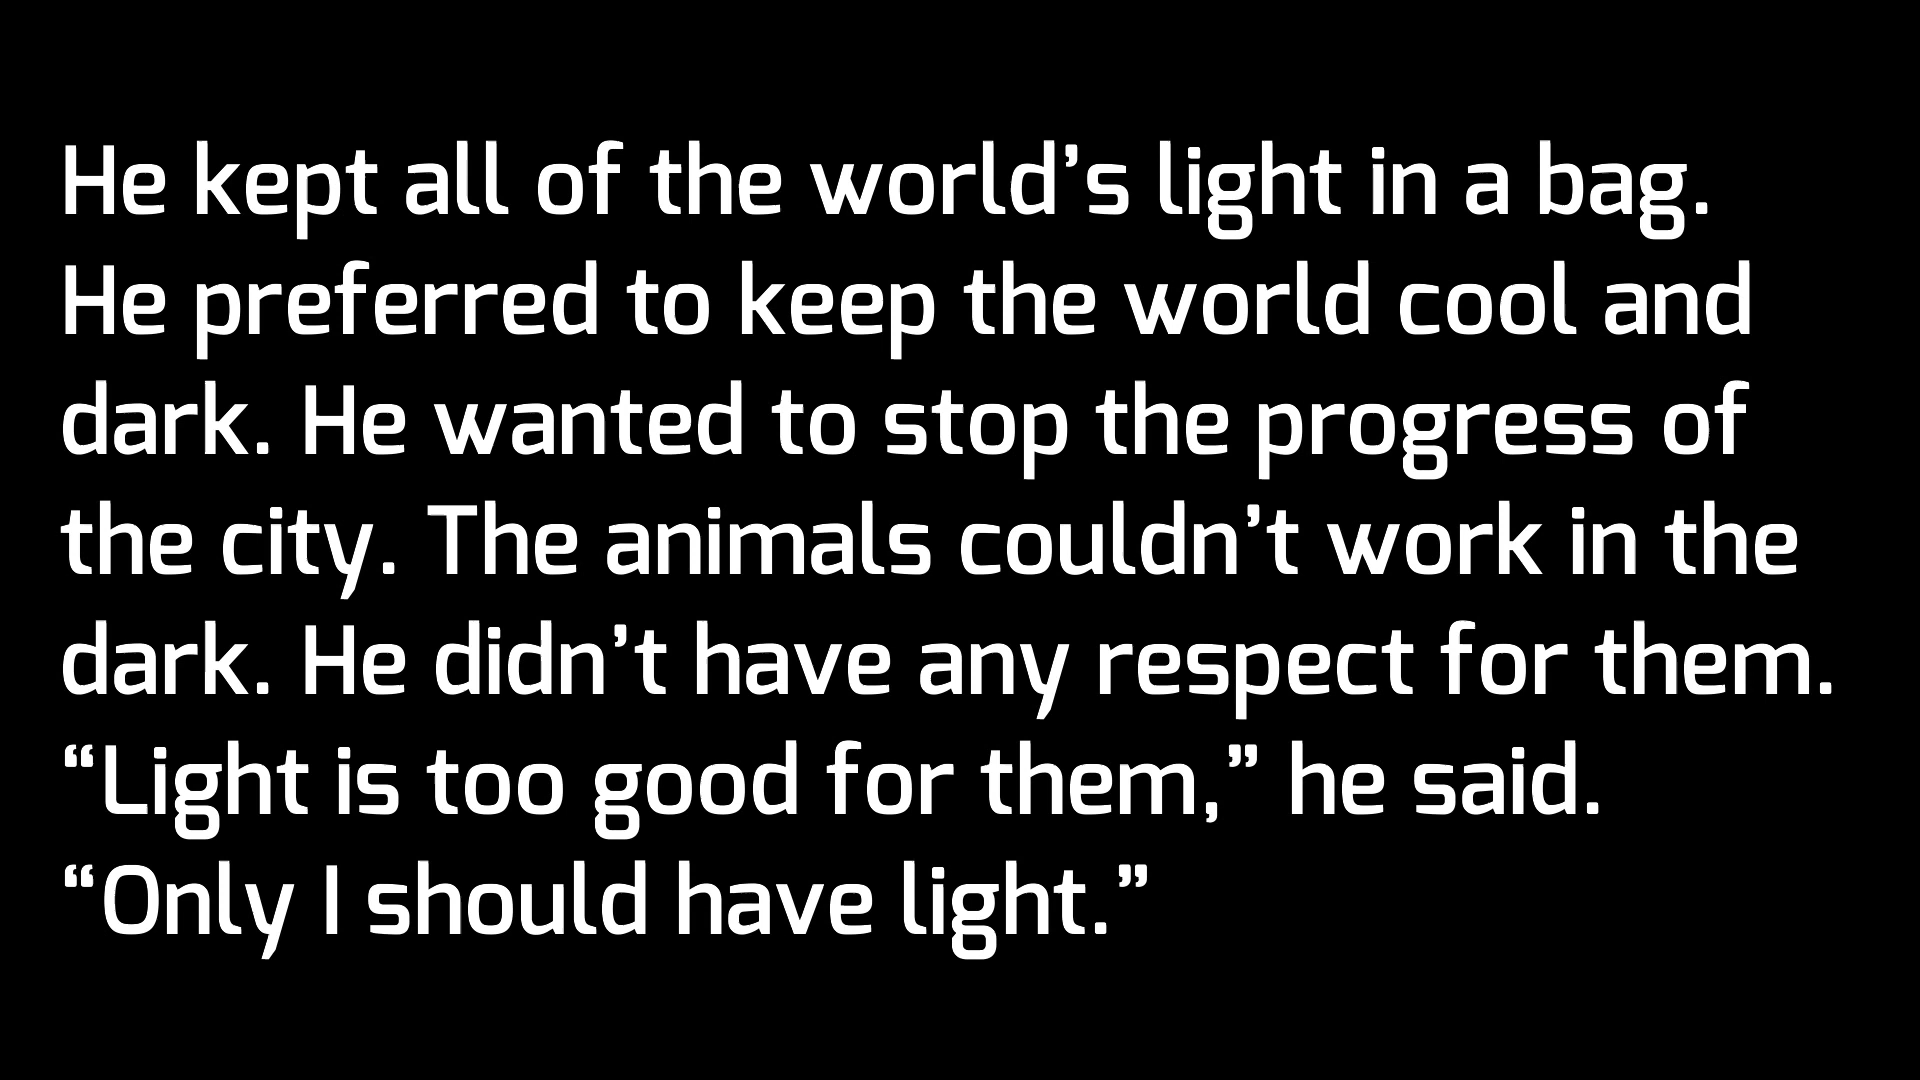 He kept all of the world’s light in a bag.
He preferred to keep the world cool and
dark. He wanted to stop the progress of
the city. The animals couldn’t work in the
dark. He didn’t have any respect for them.
“Light is too good for them,” he said.
“Only I should have light.”